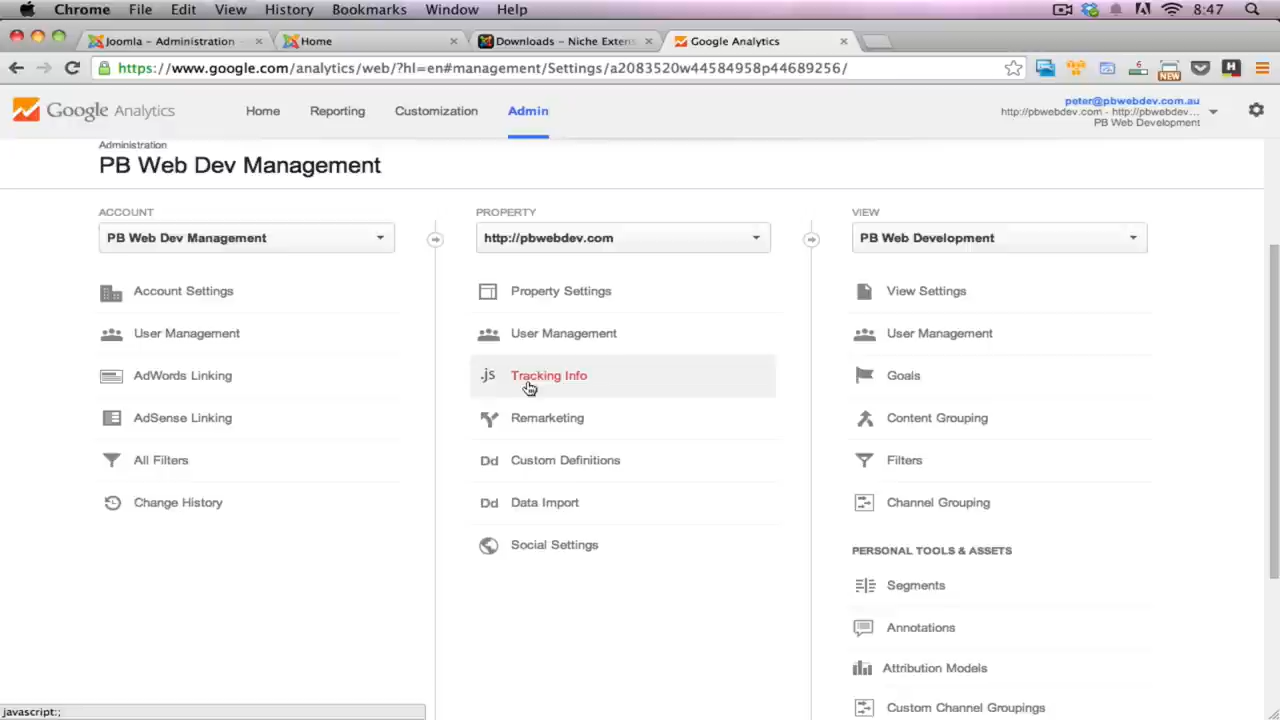 Chrome File Edit View History Bookmarks Window Help 8:47
Joomla - Administration Home Downloads - Niche Extens Google Analytics
https://www.google.com/analytics/web/?hl=en#management/Settings/a2083520w44584958p44689256/
NEW
H
Google Analytics Home Reporting Customization Admin
peter@pbwebdev.com.au
http://pbwebdev.com - http://pbwebdev...
PB Web Development
Administration
PB Web Dev Management
ACCOUNT
PB Web Dev Management
Account Settings
User Management
AdWords Linking
AdSense Linking
All Filters
Change History
PROPERTY
http://pbwebdev.com
Property Settings
User Management
.js Tracking Info
Remarketing
Dd Custom Definitions
Dd Data Import
Social Settings
VIEW
PB Web Development
View Settings
User Management
Goals
Content Grouping
Filters
Channel Grouping
PERSONAL TOOLS & ASSETS
Segments
Annotations
Attribution Models
Custom Channel Groupings
javascript:;